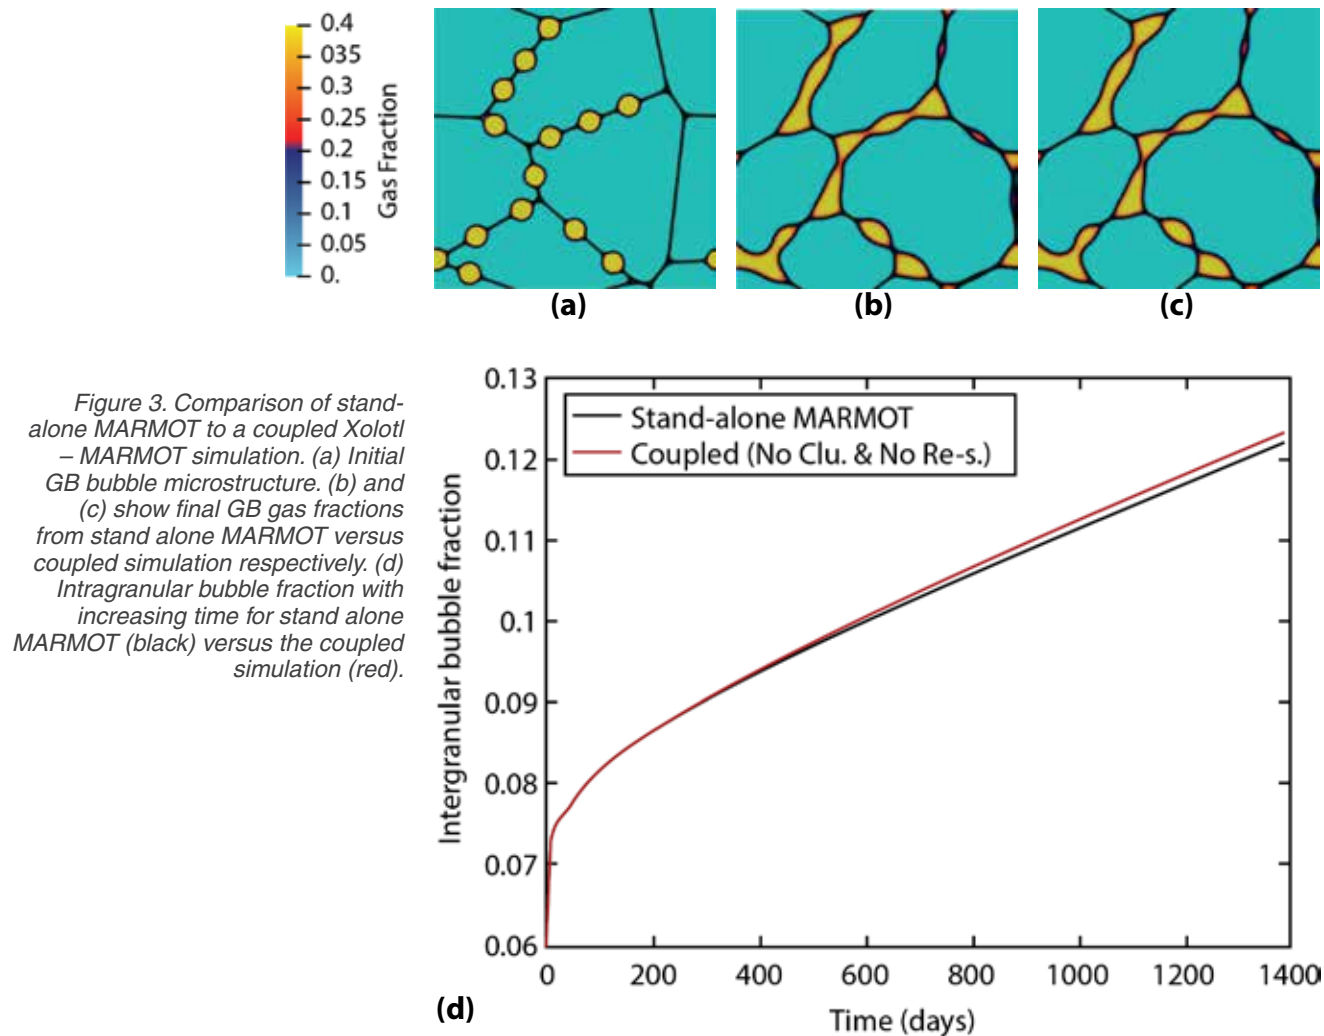 0.4
0.35
0.3
0.25
0.2
0.15
0.1
0.05
0.
Gas Fraction
(a)
(b)
(c)
Figure 3. Comparison of stand-
alone MARMOT to a coupled Xolotl
– MARMOT simulation. (a) Initial
GB bubble microstructure. (b) and
(c) show final GB gas fractions
from stand alone MARMOT versus
coupled simulation respectively. (d)
Intragranular bubble fraction with
increasing time for stand alone
MARMOT (black) versus the coupled
simulation (red).
0.13
0.12
0.11
0.1
0.09
0.08
0.07
0.06
Intergranular bubble fraction
Stand-alone MARMOT
Coupled (No Clu. & No Re-s.)
0
200
400
600
800
1000
1200
1400
Time (days)
(d)